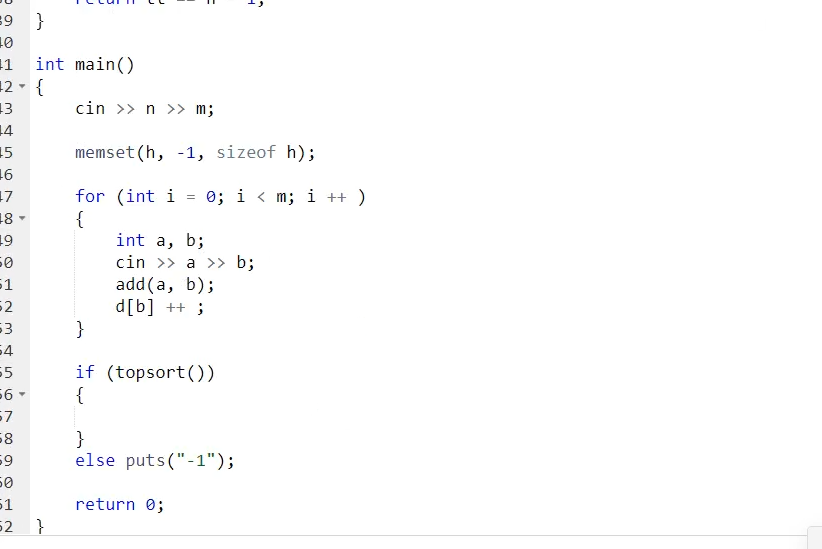 39 }
40
41 int main()
42 {
43 cin >> n >> m;
44
45 memset(h, -1, sizeof h);
46
47 for (int i = 0; i < m; i ++ )
48 {
49 int a, b;
50 cin >> a >> b;
51 add(a, b);
52 d[b] ++ ;
53 }
54
55 if (topsort())
56 {
57
58 }
59 else puts("-1");
60
61 return 0;
62 }